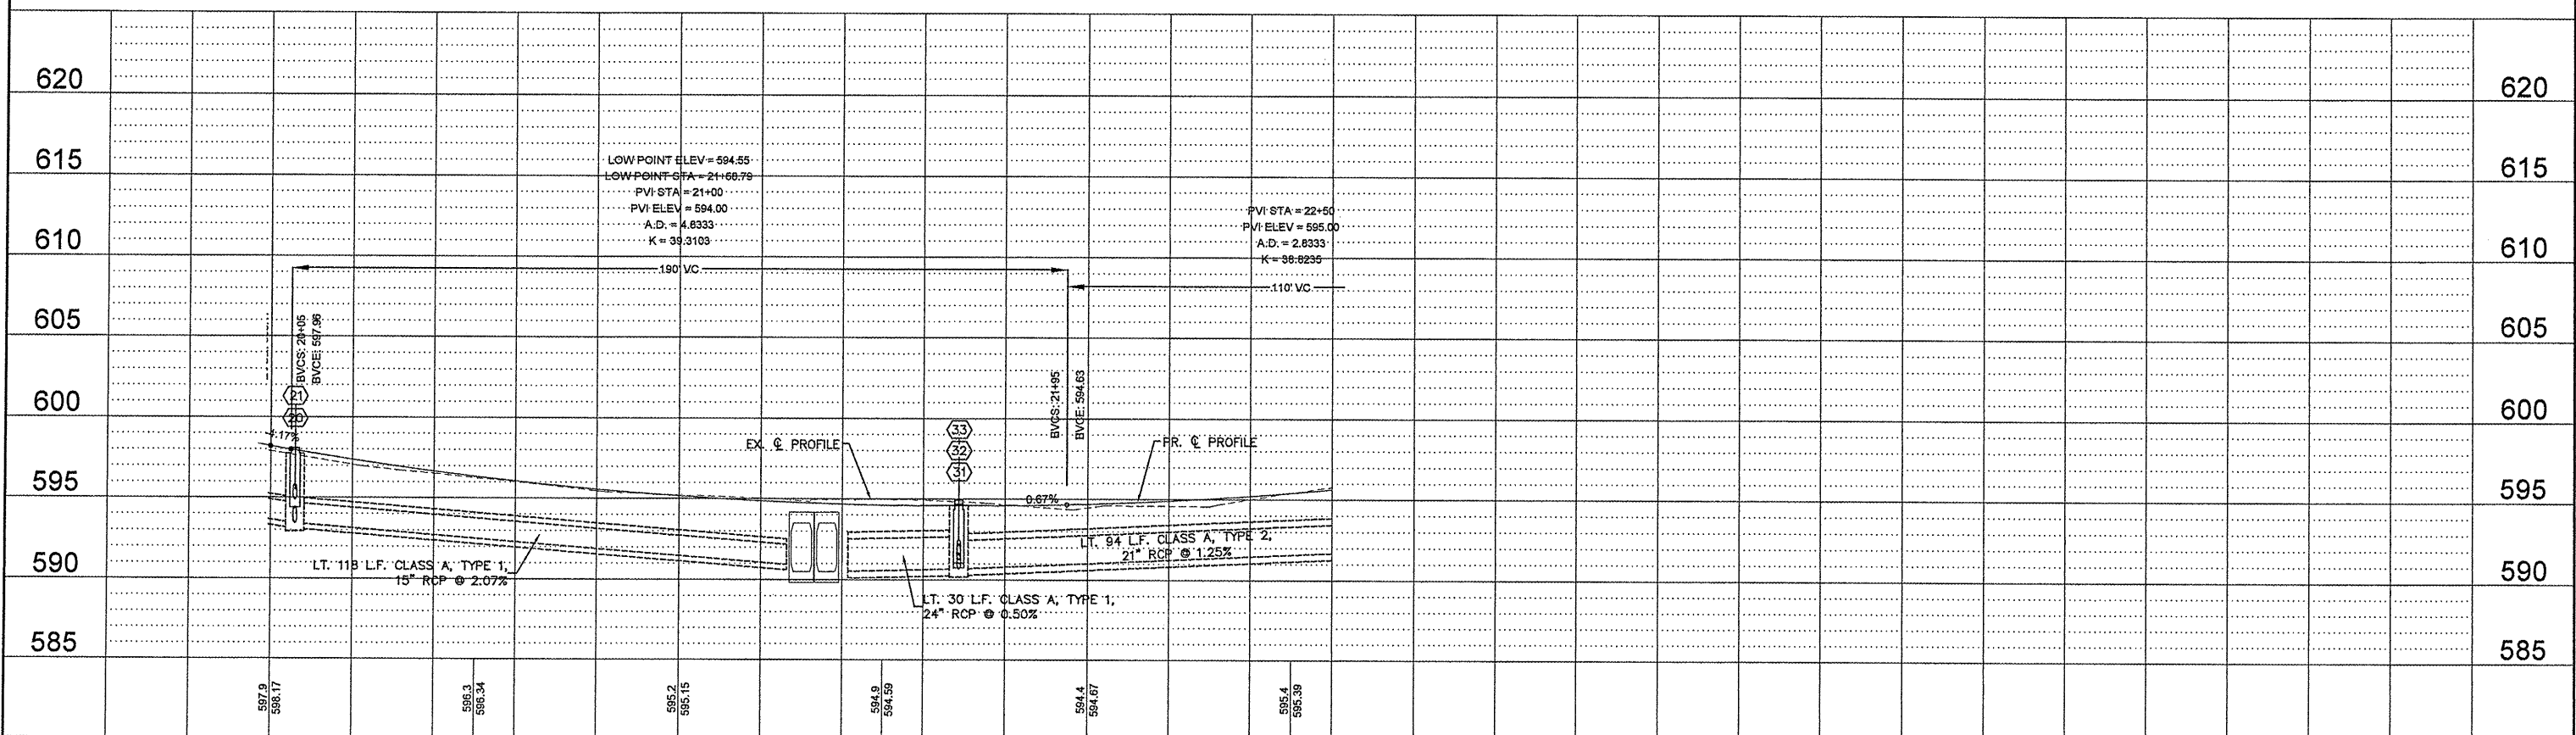 620
620
615
615
610
610
605
605
600
600
595
595
590
590
585
585
LOW POINT ELEV = 594.55
LOW POINT STA = 21+68.79
PVI STA = 21+00
PVI ELEV = 594.00
A.D. = 4.8333
K = 39.3103
190' VC
PVI STA = 22+50
PVI ELEV = 595.00
A.D. = 2.8333
K = 38.8235
110' VC
BVCS: 20+05
BVCE: 597.96
21
20
4.17%
BVCS: 21+95
BVCE: 594.63
33
32
31
EX. ℄ PROFILE
0.67%
PR. ℄ PROFILE
LT. 118 L.F. CLASS A, TYPE 1,
15" RCP @ 2.07%
LT. 94 L.F. CLASS A, TYPE 2,
21" RCP @ 1.25%
LT. 30 L.F. CLASS A, TYPE 1,
24" RCP @ 0.50%
597.9
598.17
596.3
596.34
595.2
595.15
594.9
594.59
594.4
594.67
595.4
595.39